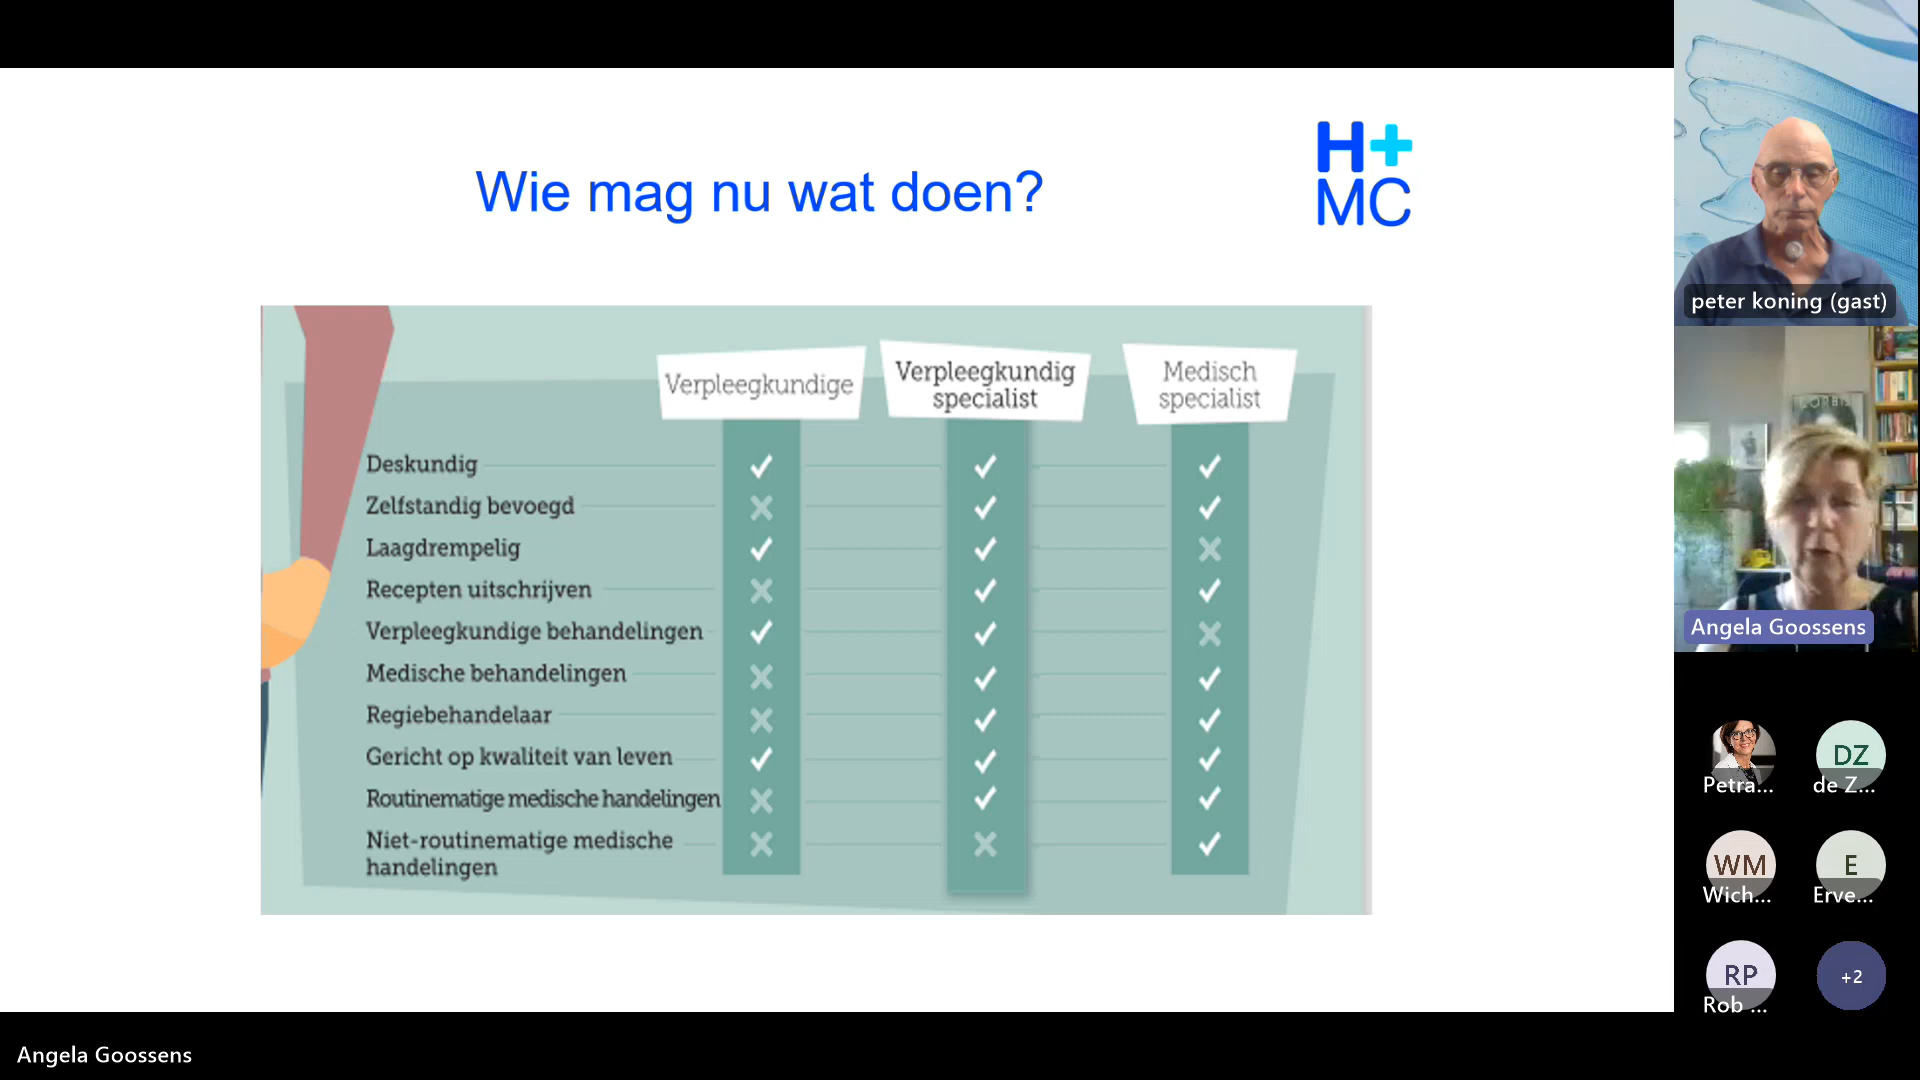 Wie mag nu wat doen?
H+
MC
Verpleegkundige
Verpleegkundig
specialist
Medisch
specialist
Deskundig
Zelfstandig bevoegd
Laagdrempelig
Recepten uitschrijven
Verpleegkundige behandelingen
Medische behandelingen
Regiebehandelaar
Gericht op kwaliteit van leven
Routinematige medische handelingen
Niet-routinematige medische
handelingen
peter koning (gast)
Angela Goossens
Petra...
DZ
de Z...
WM
Wich...
E
Erve...
RP
Rob ...
+2
Angela Goossens